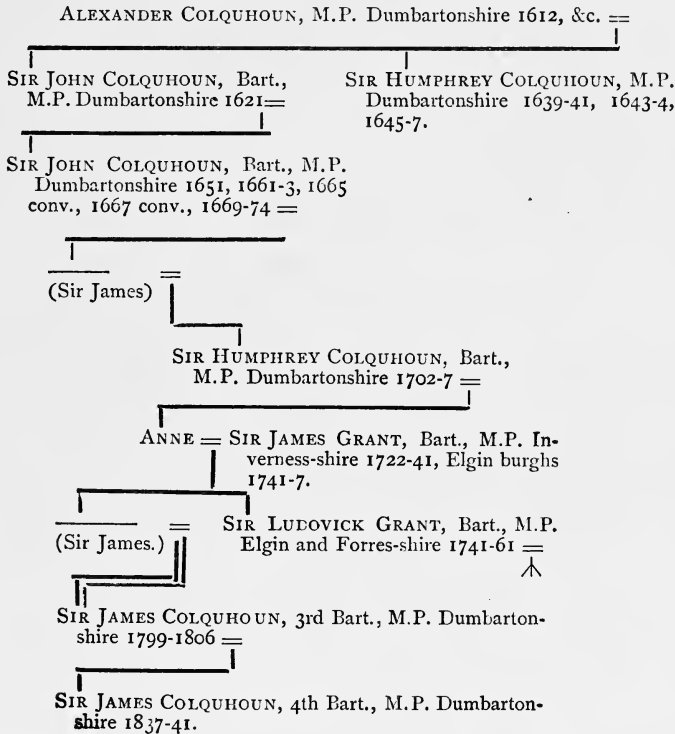 ALEXANDER COLQUHOUN, M.P. Dumbartonshire 1612, &c. =
SIR JOHN COLQUHOUN, Bart.,
M.P. Dumbartonshire 1621=
SIR HUMPHREY COLQUHOUN, M.P.
Dumbartonshire 1639-41, 1643-4,
1645-7.
SIR JOHN COLQUHOUN, Bart., M.P.
Dumbartonshire 1651, 1661-3, 1665
conv., 1667 conv., 1669-74 =
(Sir James) =
SIR HUMPHREY COLQUHOUN, Bart.,
M.P. Dumbartonshire 1702-7 =
ANNE = SIR JAMES GRANT, Bart., M.P. In-
verness-shire 1722-41, Elgin burghs
1741-7.
(Sir James.) =
SIR LUDOVICK GRANT, Bart., M.P.
Elgin and Forres-shire 1741-61 =
SIR JAMES COLQUHOUN, 3rd Bart., M.P. Dumbarton-
shire 1799-1806 =
SIR JAMES COLQUHOUN, 4th Bart., M.P. Dumbarton-
shire 1837-41.